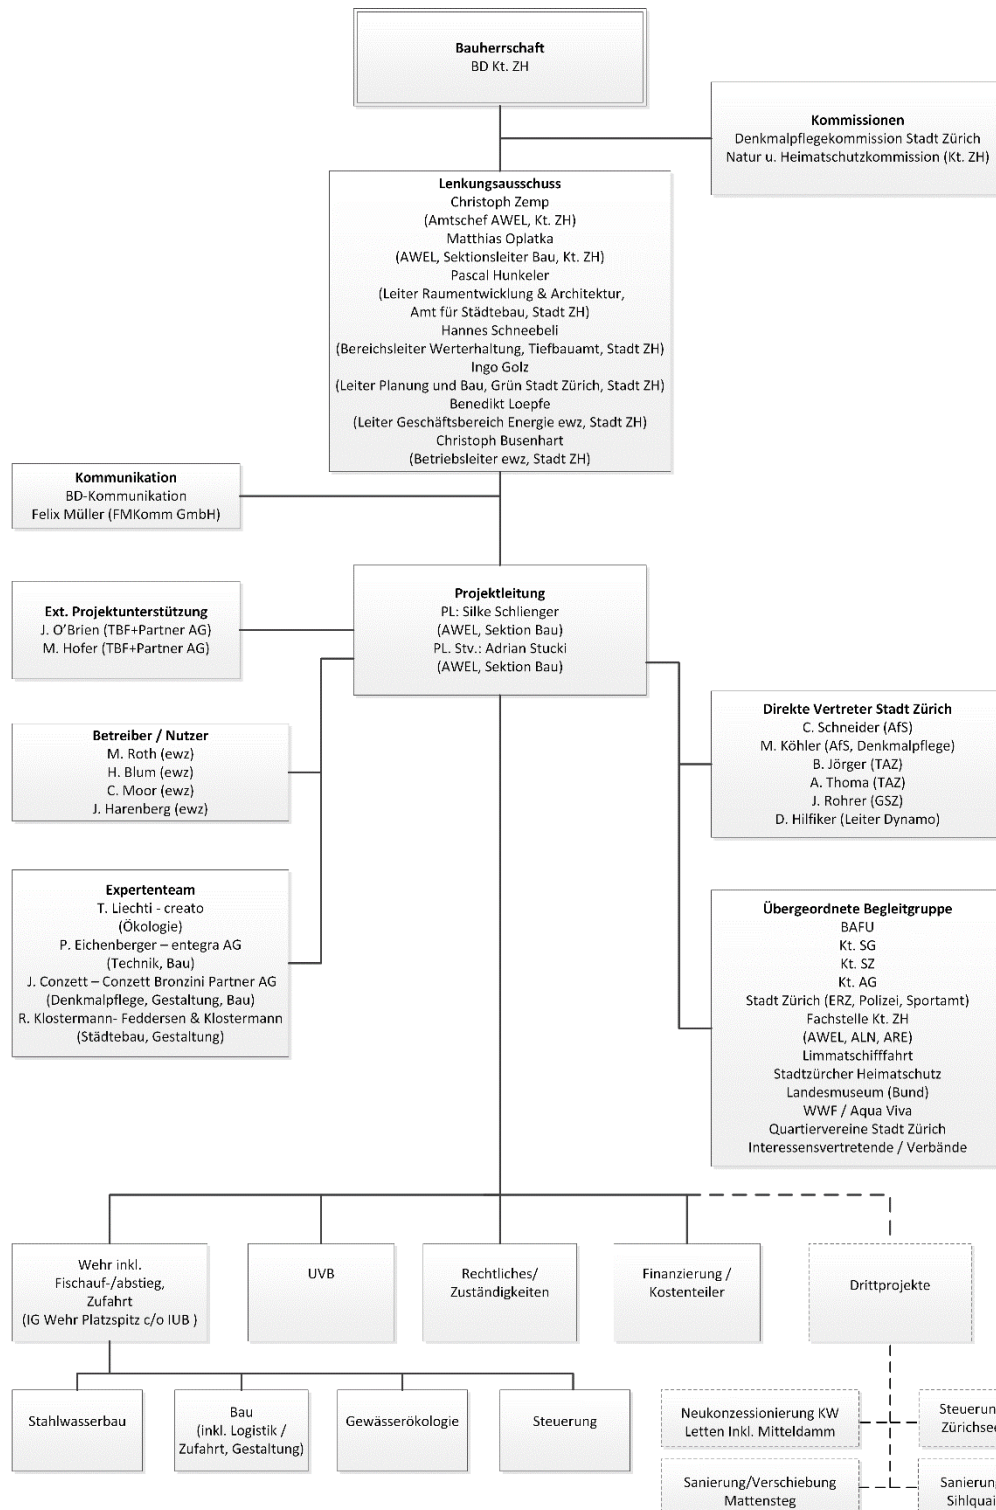 Bauherrschaft
BD Kt. ZH
Kommissionen
Denkmalpflegekommission Stadt Zürich
Natur u. Heimatschutzkommission (Kt. ZH)
Lenkungsausschuss
Christoph Zemp
(Amtschef AWEL, Kt. ZH)
Matthias Oplatka
(AWEL, Sektionsleiter Bau, Kt. ZH)
Pascal Hunkeler
(Leiter Raumentwicklung & Architektur,
Amt für Städtebau, Stadt ZH)
Hannes Schneebeli
(Bereichsleiter Werterhaltung, Tiefbauamt, Stadt ZH)
Ingo Golz
(Leiter Planung und Bau, Grün Stadt Zürich, Stadt ZH)
Benedikt Loepfe
(Leiter Geschäftsbereich Energie ewz, Stadt ZH)
Christoph Busenhart
(Betriebsleiter ewz, Stadt ZH)
Kommunikation
BD-Kommunikation
Felix Müller (FMKomm GmbH)
Projektleitung
PL: Silke Schlienger
(AWEL, Sektion Bau)
PL. Stv.: Adrian Stucki
(AWEL, Sektion Bau)
Ext. Projektunterstützung
J. O’Brien (TBF+Partner AG)
M. Hofer (TBF+Partner AG)
Betreiber / Nutzer
M. Roth (ewz)
H. Blum (ewz)
C. Moor (ewz)
J. Harenberg (ewz)
Direkte Vertreter Stadt Zürich
C. Schneider (AfS)
M. Köhler (AfS, Denkmalpflege)
B. Jörger (TAZ)
A. Thoma (TAZ)
J. Rohrer (GSZ)
D. Hilfiker (Leiter Dynamo)
Expertenteam
T. Liechti - creato
(Ökologie)
P. Eichenberger – entegra AG
(Technik, Bau)
J. Conzett – Conzett Bronzini Partner AG
(Denkmalpflege, Gestaltung, Bau)
R. Klostermann- Feddersen & Klostermann
(Städtebau, Gestaltung)
Übergeordnete Begleitgruppe
BAFU
Kt. SG
Kt. SZ
Kt. AG
Stadt Zürich (ERZ, Polizei, Sportamt)
Fachstelle Kt. ZH
(AWEL, ALN, ARE)
Limmatschifffahrt
Stadtzürcher Heimatschutz
Landesmuseum (Bund)
WWF / Aqua Viva
Quartiervereine Stadt Zürich
Interessensvertretende / Verbände
Wehr inkl.
Fischauf-/abstieg,
Zufahrt
(IG Wehr Platzspitz c/o IUB )
UVB
Rechtliches/
Zuständigkeiten
Finanzierung /
Kostenteiler
Drittprojekte
Stahlwasserbau
Bau
(inkl. Logistik /
Zufahrt, Gestaltung)
Gewässerökologie
Steuerung
Neukonzessionierung KW
Letten Inkl. Mitteldamm
Steuerun
Zürichsee
Sanierung/Verschiebung
Mattensteg
Sanierung
Sihlquai